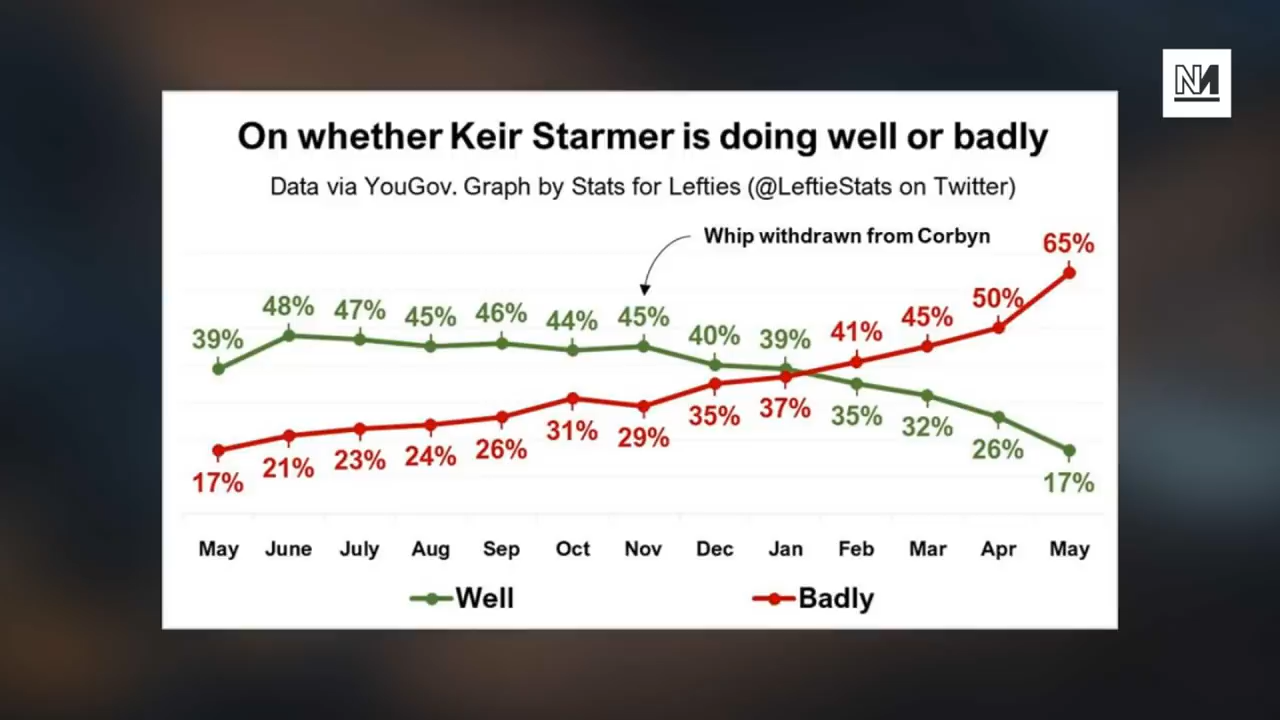 On whether Keir Starmer is doing well or badly
Data via YouGov. Graph by Stats for Lefties (@LeftieStats on Twitter)
Whip withdrawn from Corbyn
39% 48% 47% 45% 46% 44% 45% 40% 39% 41% 45% 50% 65%
17% 21% 23% 24% 26% 31% 29% 35% 37% 35% 32% 26% 17%
May June July Aug Sep Oct Nov Dec Jan Feb Mar Apr May
Well Badly
NM